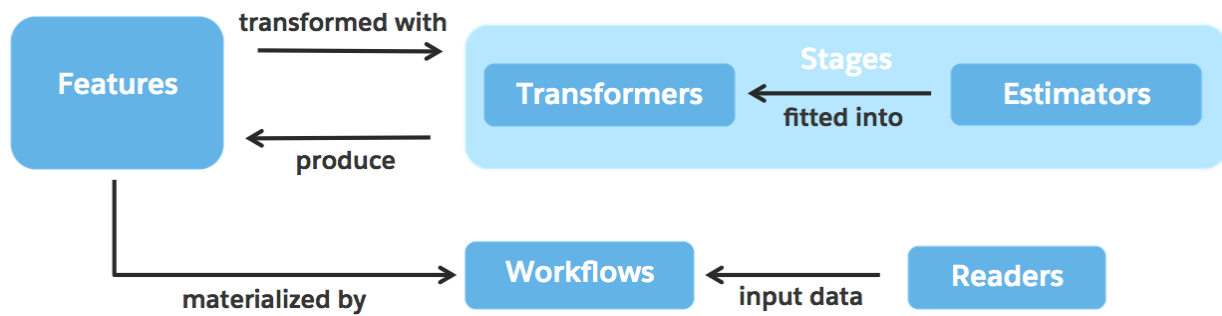 transformed with
Features
Stages
Transformers
Estimators
fitted into
produce
Workflows
Readers
materialized by
input data